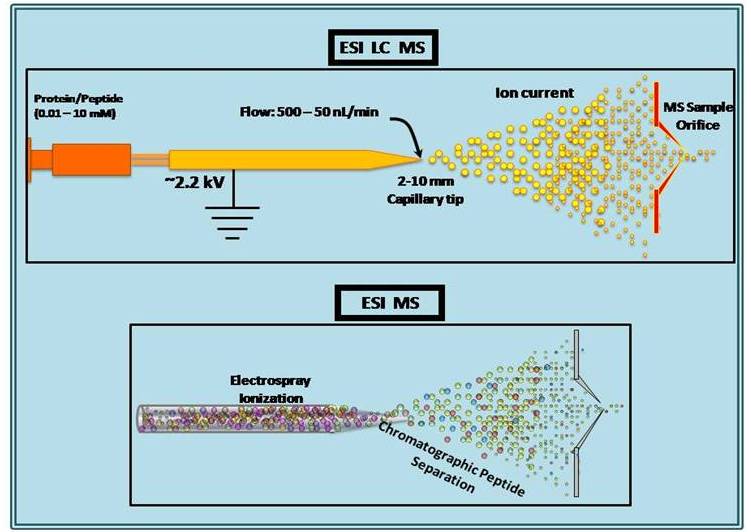 ESI LC MS
Protein/Peptide
(0.01 – 10 mM)
Flow: 500 – 50 nL/min
Ion current
MS Sample
Orifice
~2.2 kV
2-10 mm
Capillary tip
ESI MS
Electrospray
Ionization
Chromatographic Peptide
Separation